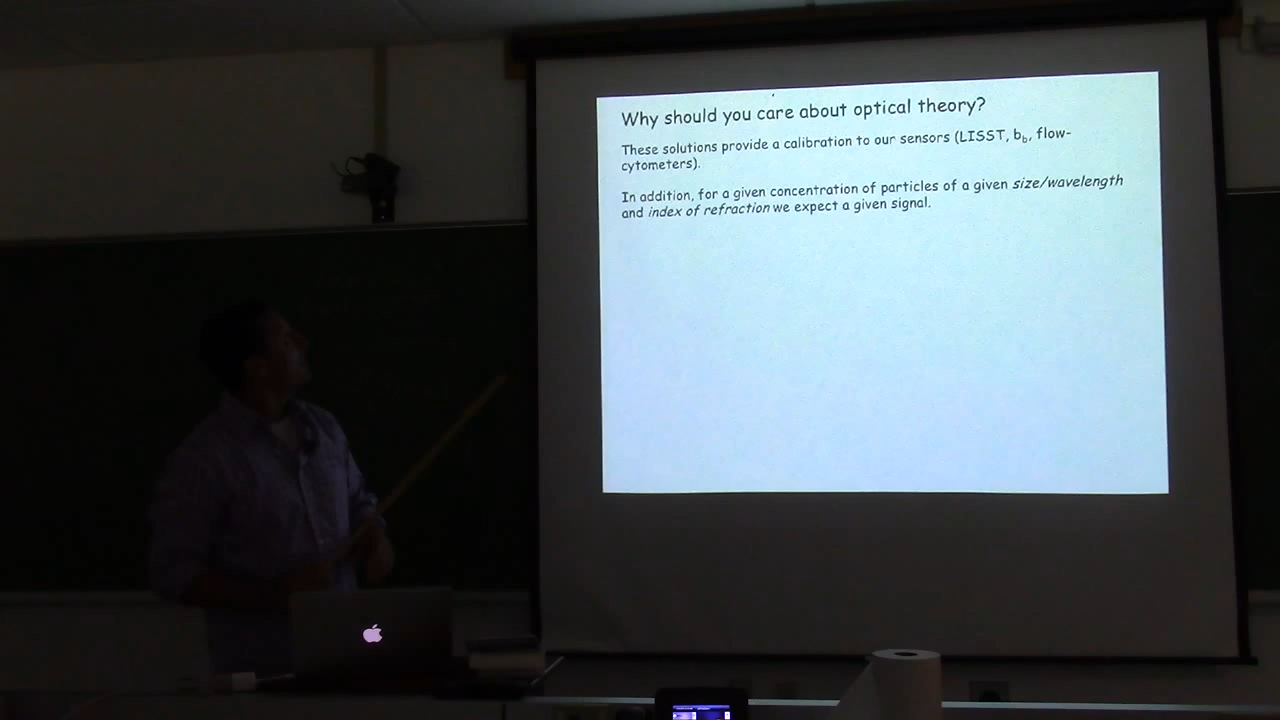 Why should you care about optical theory?
These solutions provide a calibration to our sensors (LISST, b_b, flow-
cytometers).
In addition, for a given concentration of particles of a given size/wavelength
and index of refraction we expect a given signal.